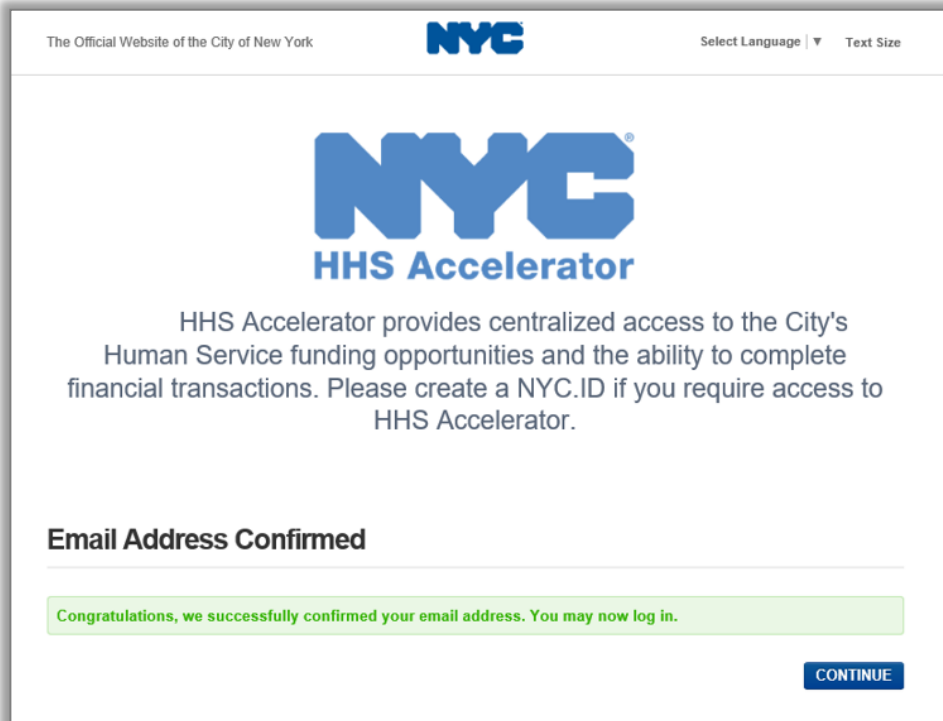 The Official Website of the City of New York
NYC
Select Language | ▼
Text Size
NYC®
HHS Accelerator
HHS Accelerator provides centralized access to the City's
Human Service funding opportunities and the ability to complete
financial transactions. Please create a NYC.ID if you require access to
HHS Accelerator.
Email Address Confirmed
Congratulations, we successfully confirmed your email address. You may now log in.
CONTINUE